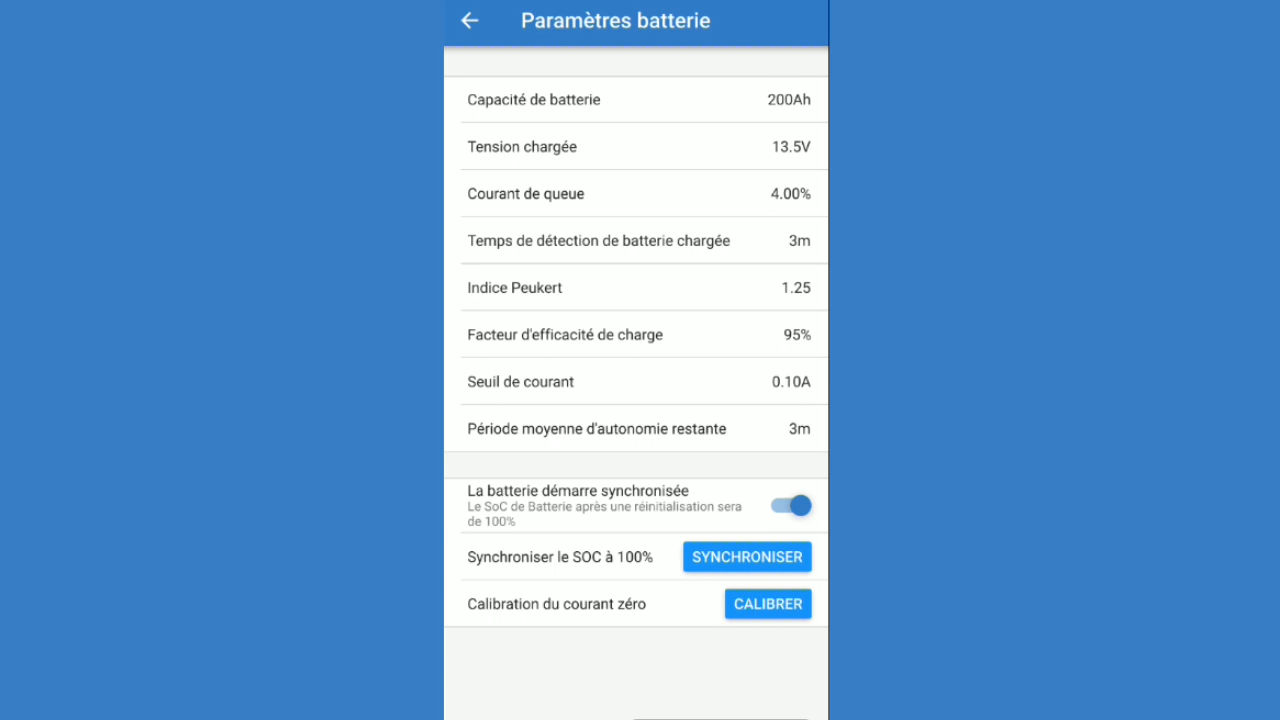 Paramètres batterie
Capacité de batterie 200Ah
Tension chargée 13.5V
Courant de queue 4.00%
Temps de détection de batterie chargée 3m
Indice Peukert 1.25
Facteur d'efficacité de charge 95%
Seuil de courant 0.10A
Période moyenne d'autonomie restante 3m
La batterie démarre synchronisée
Le SoC de Batterie après une réinitialisation sera
de 100%
Synchroniser le SOC à 100% SYNCHRONISER
Calibration du courant zéro CALIBRER